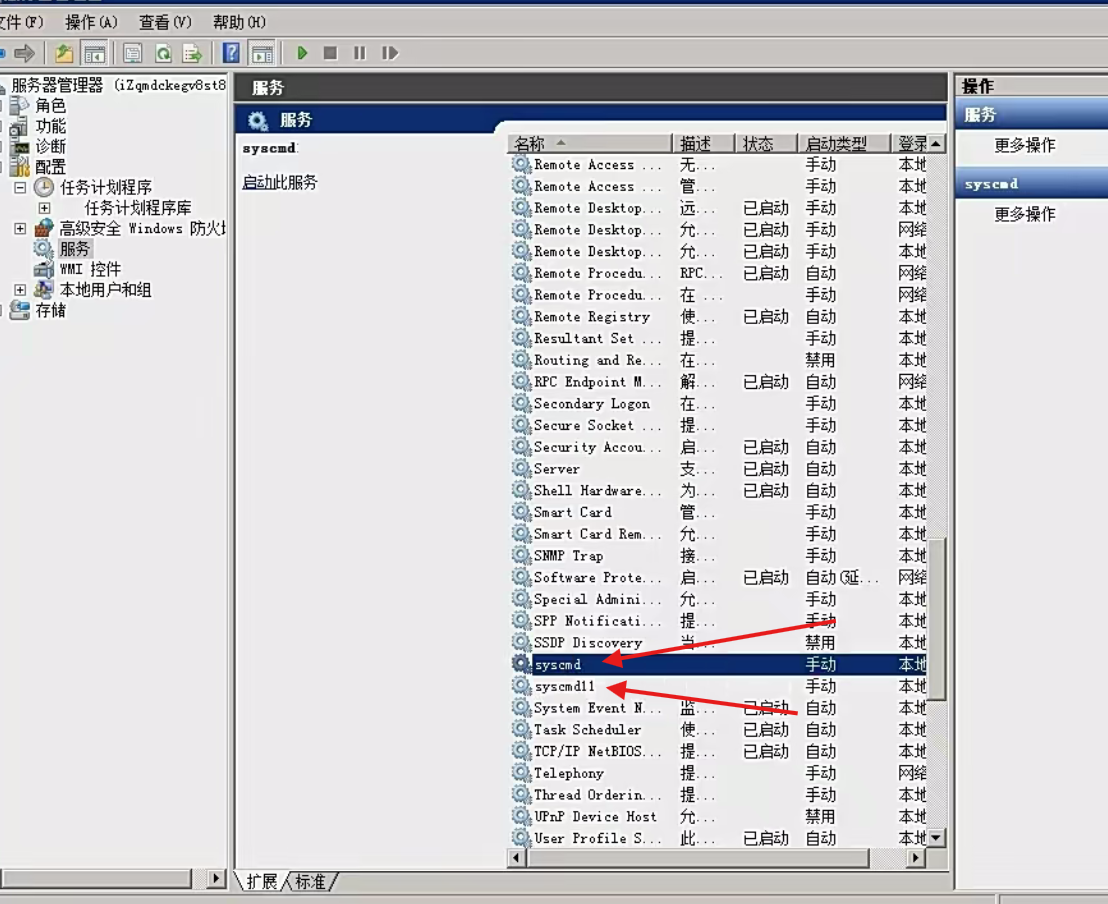 文件(F) 操作(A) 查看(V) 帮助(H)
服务器管理器 (iZqmdckegv8st8
角色
功能
诊断
配置
任务计划程序
任务计划程序库
高级安全 Windows 防火墙
服务
WMI 控件
本地用户和组
存储
服务
服务
syscmd
启动此服务
名称 描述 状态 启动类型 登录
Remote Access ... 无... 手动 本地
Remote Access ... 管... 手动 本地
Remote Desktop... 远... 已启动 手动 本地
Remote Desktop... 允... 已启动 手动 网络
Remote Desktop... 允... 已启动 手动 本地
Remote Procedu... RPC... 已启动 自动 网络
Remote Procedu... 在 ... 手动 网络
Remote Registry 使... 已启动 自动 本地
Resultant Set ... 提... 手动 本地
Routing and Re... 在... 禁用 本地
RPC Endpoint M... 解... 已启动 自动 网络
Secondary Logon 在... 手动 本地
Secure Socket ... 提... 手动 本地
Security Accou... 启... 已启动 自动 本地
Server 支... 已启动 自动 本地
Shell Hardware... 为... 已启动 自动 本地
Smart Card 管... 手动 本地
Smart Card Rem... 允... 手动 本地
SNMP Trap 接... 手动 本地
Software Prote... 启... 已启动 自动(延... 网络
Special Admini... 允... 手动 本地
SPP Notificati... 提... 手动 本地
SSDP Discovery 当... 禁用 本地
syscmd 手动 本地
syscmd11 手动 本地
System Event N... 监... 已启动 自动 本地
Task Scheduler 使... 已启动 自动 本地
TCP/IP NetBIOS... 提... 已启动 自动 本地
Telephony 提... 手动 网络
Thread Orderin... 提... 手动 本地
UPnP Device Host 允... 禁用 本地
User Profile S... 此... 已启动 自动 本地
扩展 标准
操作
服务
更多操作
syscmd
更多操作